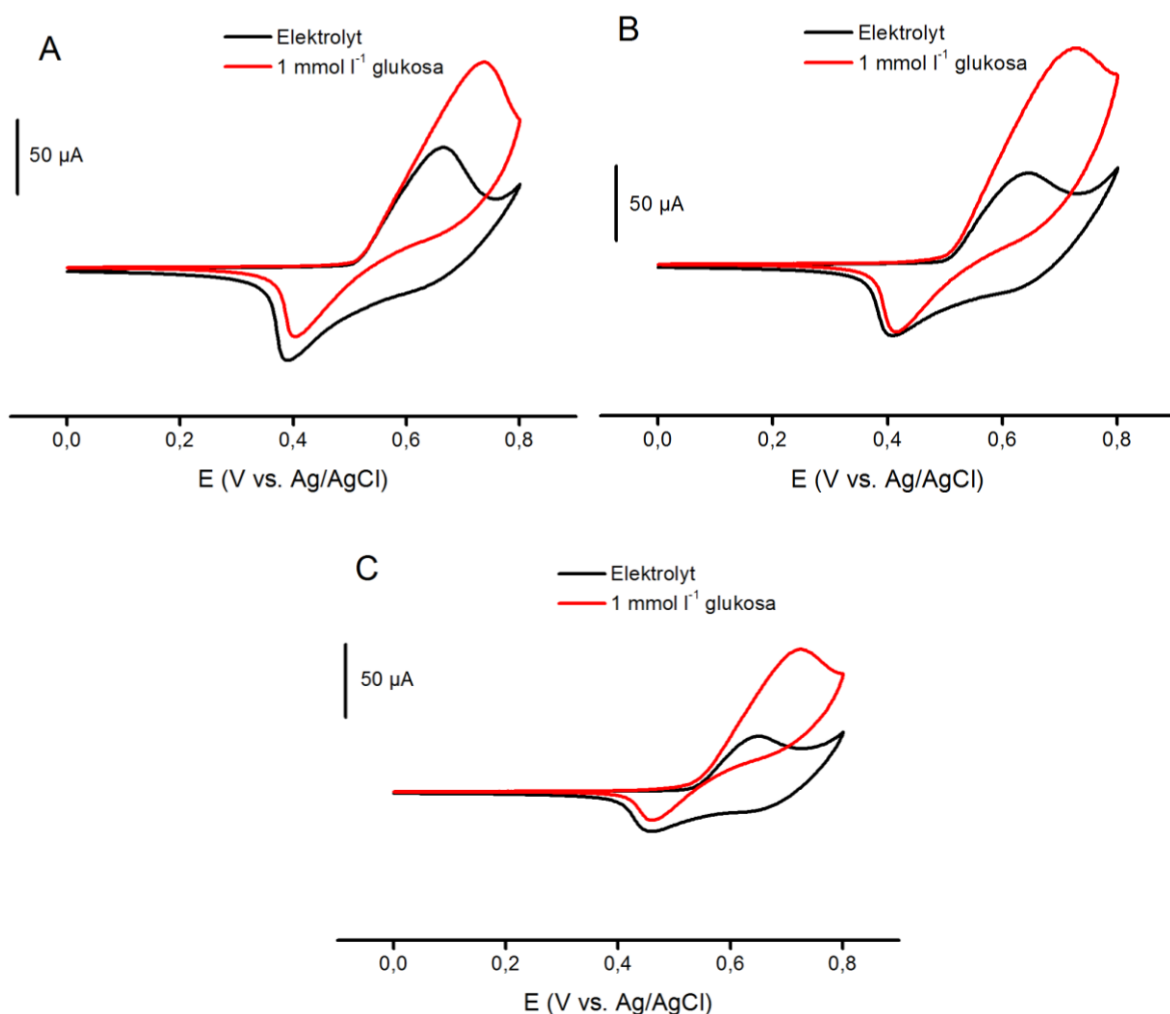 A
Elektrolyt
1 mmol l⁻¹ glukosa
50 µA
0,0 0,2 0,4 0,6 0,8
E (V vs. Ag/AgCl)
B
Elektrolyt
1 mmol l⁻¹ glukosa
50 µA
0,0 0,2 0,4 0,6 0,8
E (V vs. Ag/AgCl)
C
Elektrolyt
1 mmol l⁻¹ glukosa
50 µA
0,0 0,2 0,4 0,6 0,8
E (V vs. Ag/AgCl)